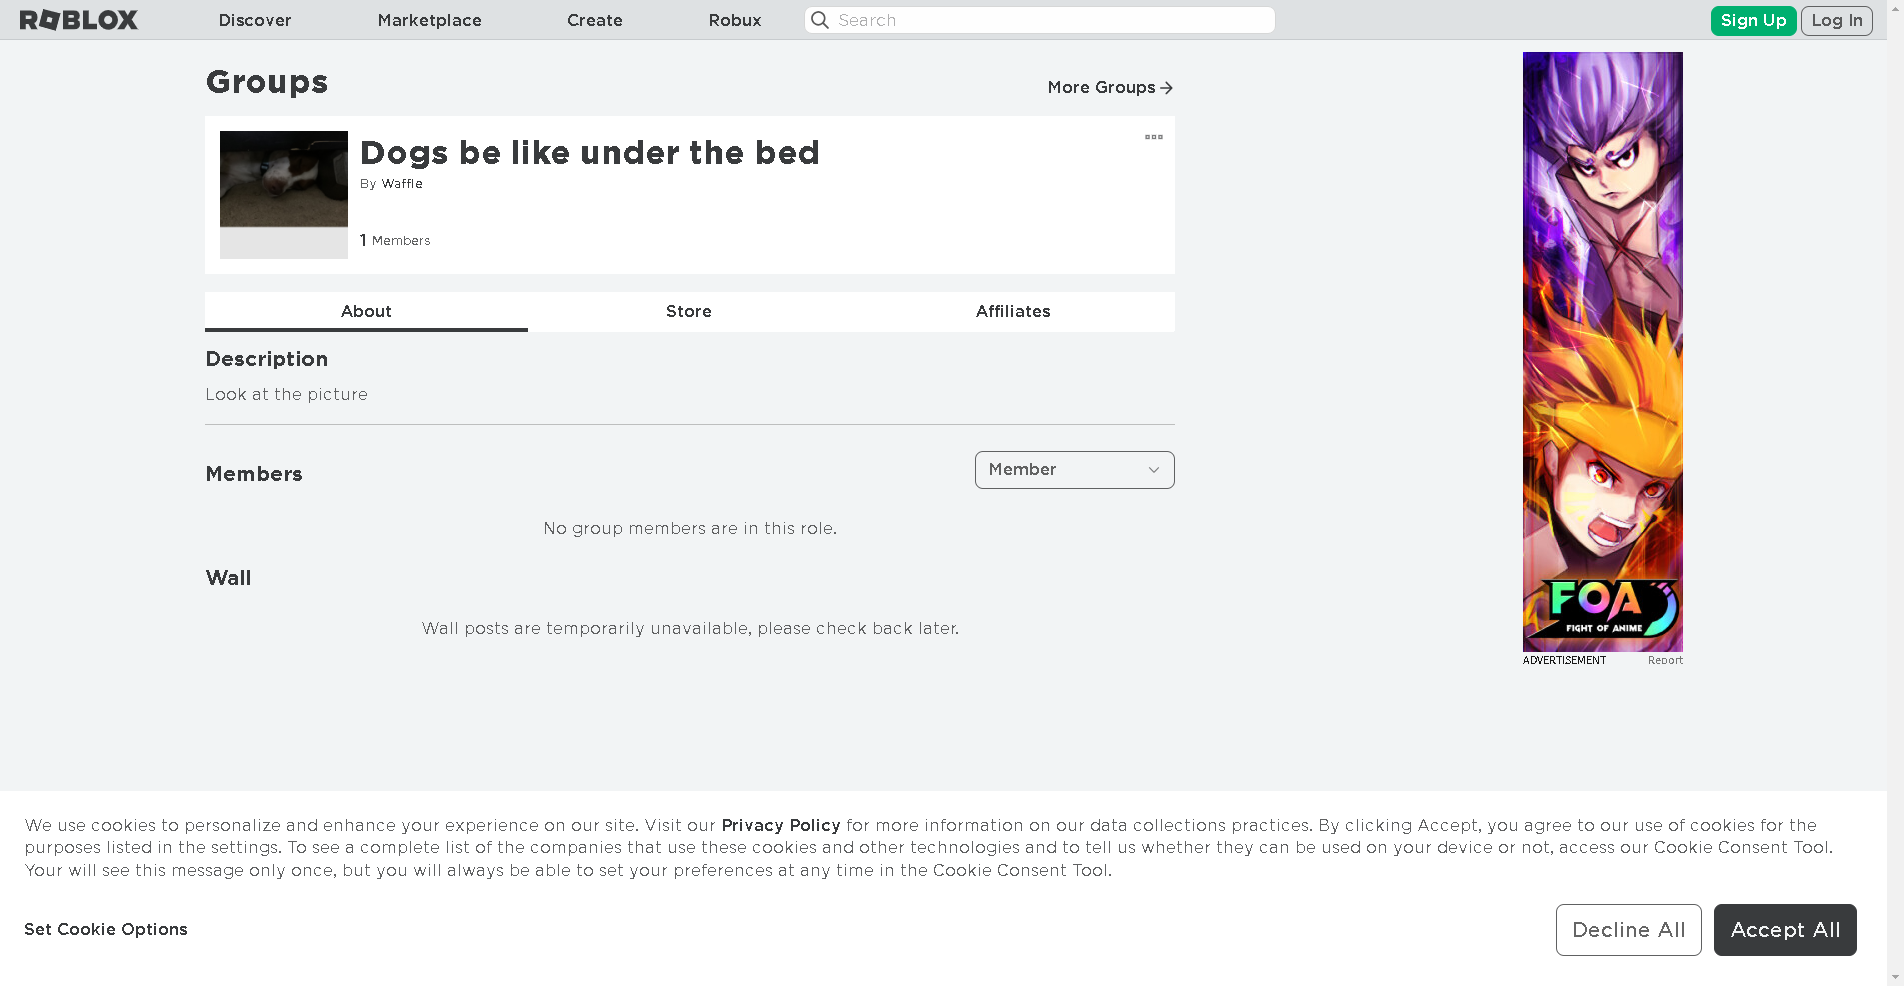 ROBLOX Discover Marketplace Create Robux Search Sign Up Log In
Groups
More Groups
Dogs be like under the bed
By Waffle
1 Members
About Store Affiliates
Description
Look at the picture
Members
Member
No group members are in this role.
Wall
Wall posts are temporarily unavailable, please check back later.
FOA
FIGHT OF ANIME
ADVERTISEMENT Report
We use cookies to personalize and enhance your experience on our site. Visit our Privacy Policy for more information on our data collections practices. By clicking Accept, you agree to our use of cookies for the
purposes listed in the settings. To see a complete list of the companies that use these cookies and other technologies and to tell us whether they can be used on your device or not, access our Cookie Consent Tool.
Your will see this message only once, but you will always be able to set your preferences at any time in the Cookie Consent Tool.
Set Cookie Options
Decline All
Accept All